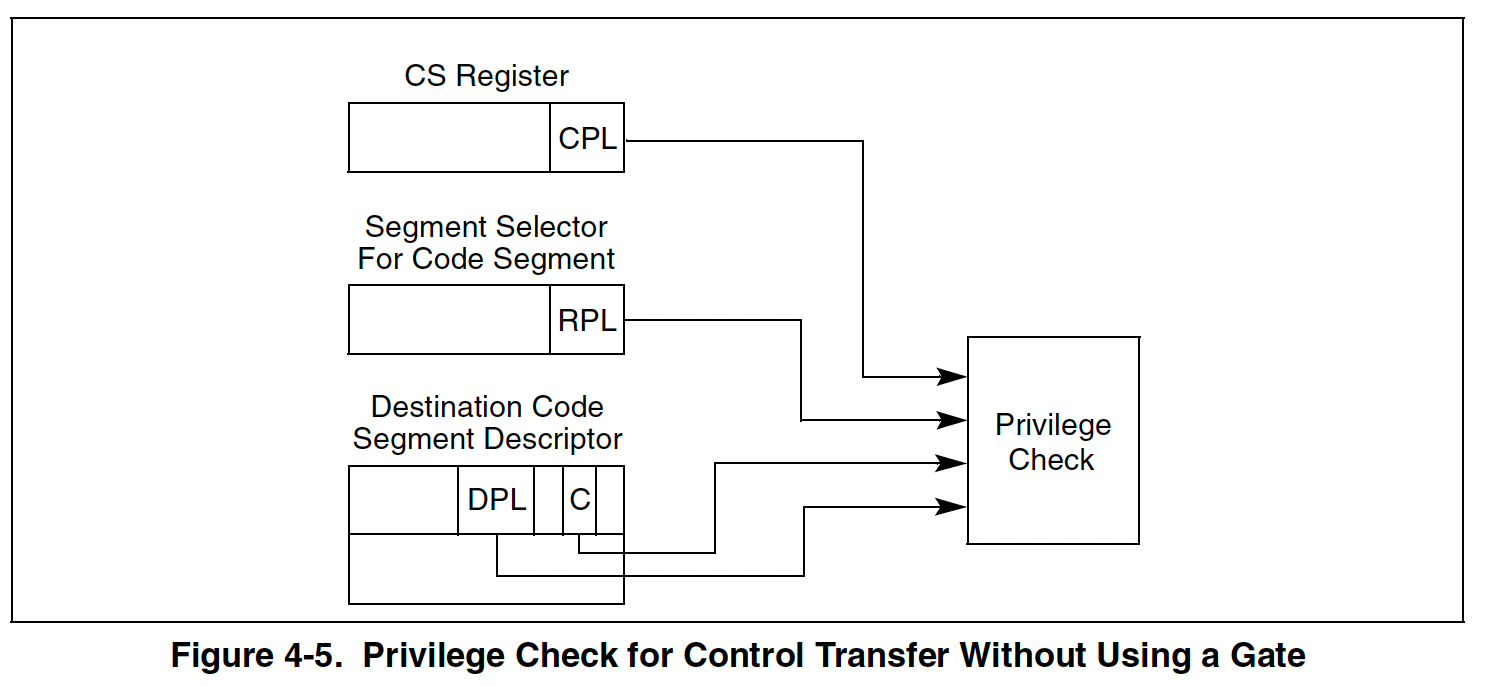 CS Register
CPL
Segment Selector
For Code Segment
RPL
Destination Code
Segment Descriptor
DPL
C
Privilege
Check
Figure 4-5. Privilege Check for Control Transfer Without Using a Gate